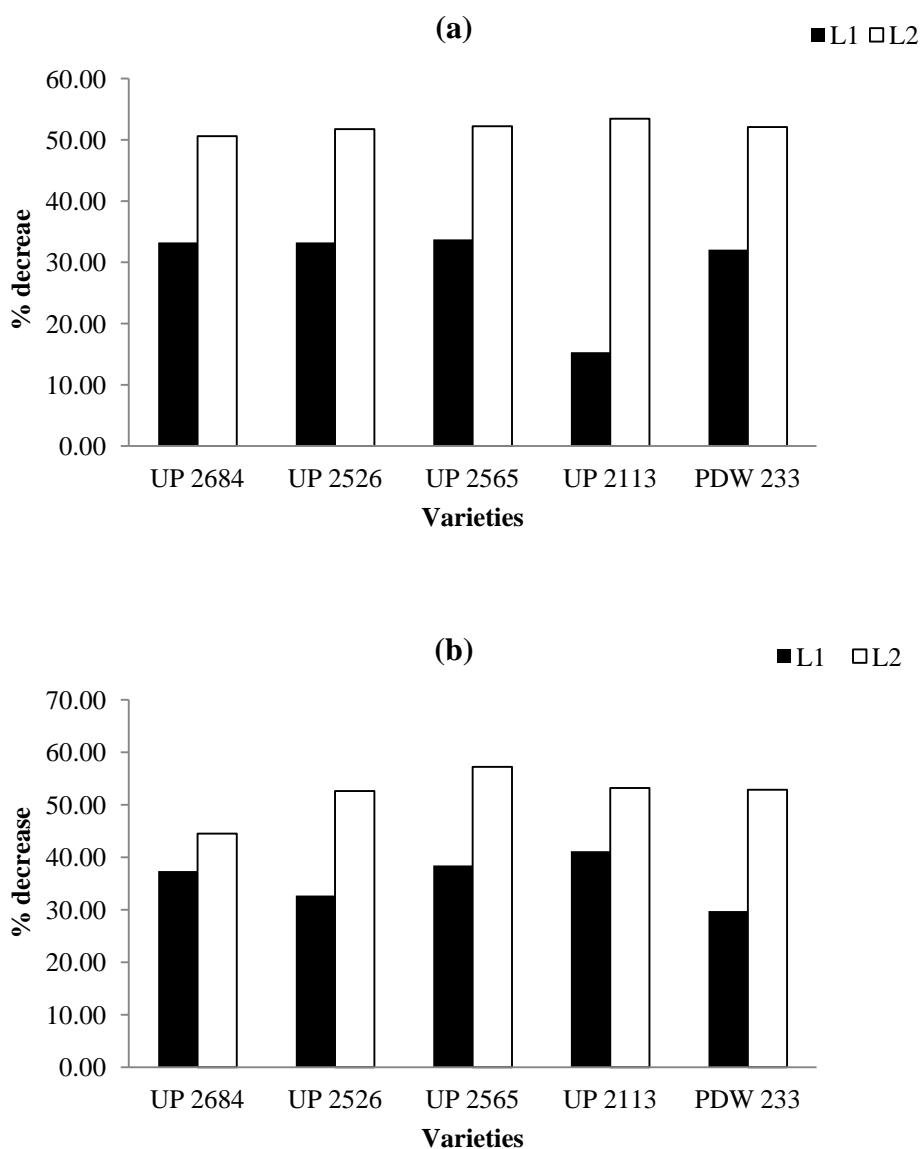 (a)
L1 L2
60.00
50.00
40.00
30.00
20.00
10.00
0.00
% decreae
UP 2684 UP 2526 UP 2565 UP 2113 PDW 233
Varieties
(b)
L1 L2
70.00
60.00
50.00
40.00
30.00
20.00
10.00
0.00
% decrease
UP 2684 UP 2526 UP 2565 UP 2113 PDW 233
Varieties